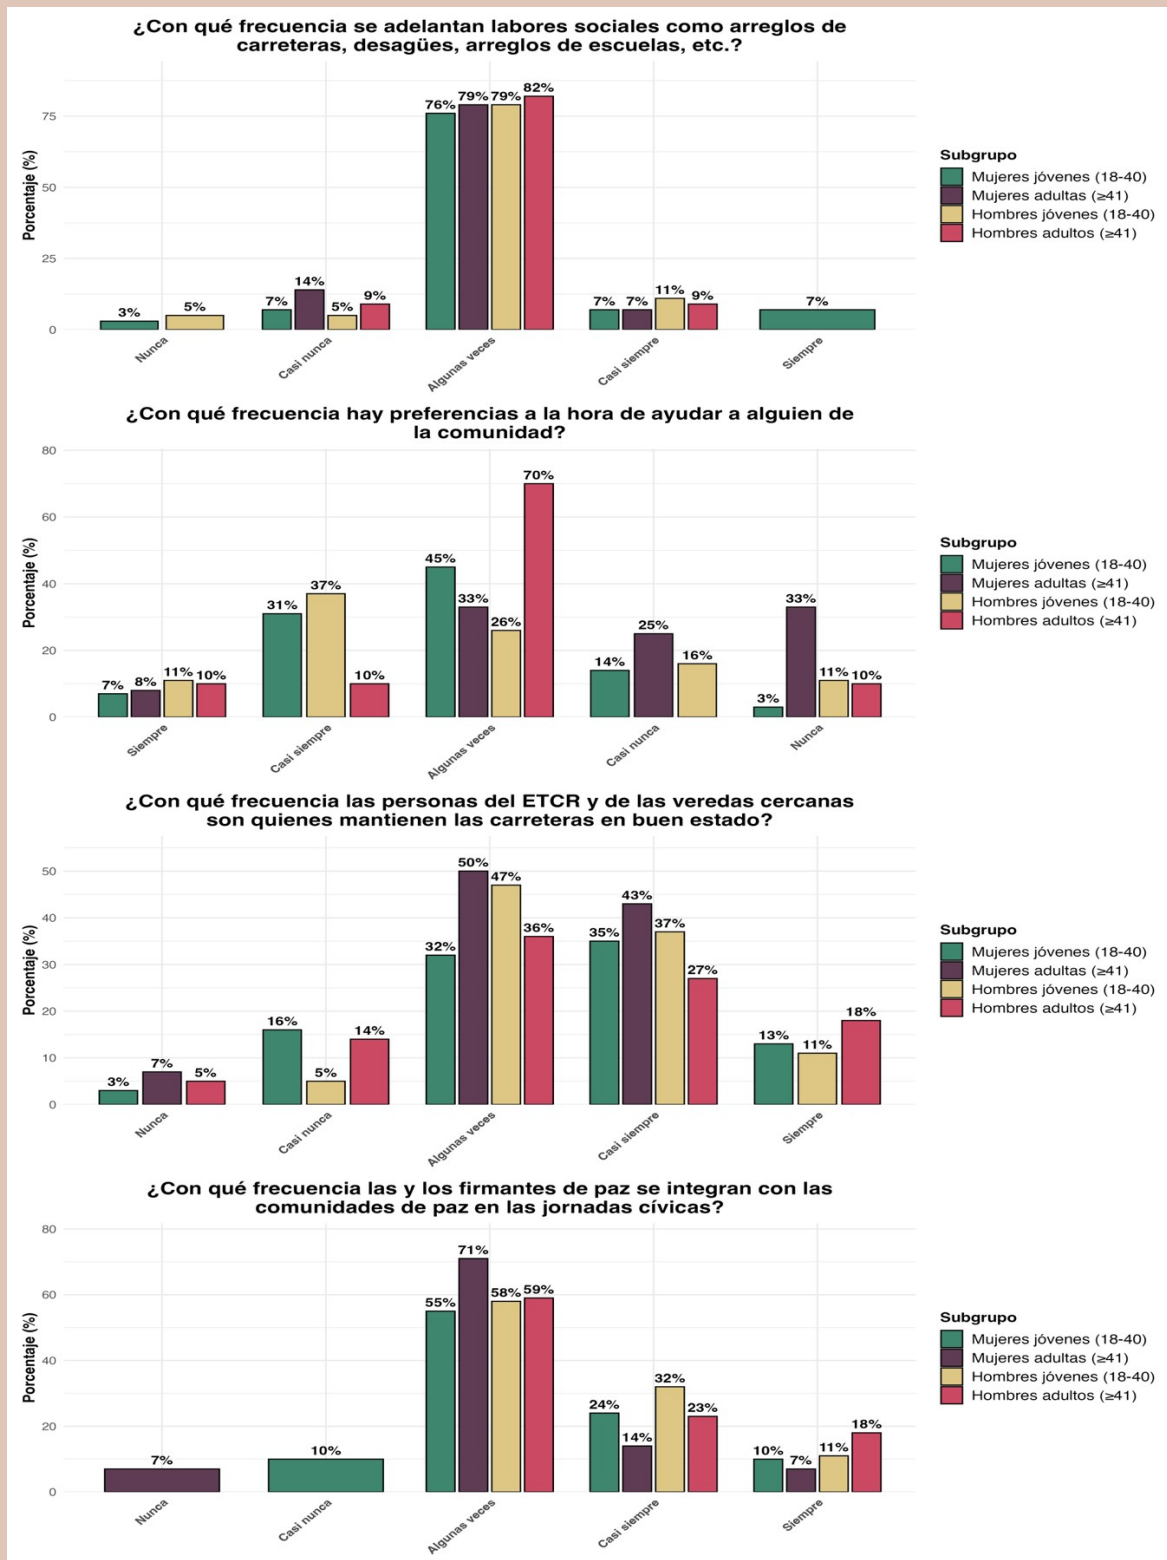 ¿Con qué frecuencia se adelantan labores sociales como arreglos de
carreteras, desagües, arreglos de escuelas, etc.?
Porcentaje (%)
75
50
25
0
3%
5%
7%
14%
5%
9%
76%
79%
79%
82%
7%
7%
11%
9%
7%
Nunca
Casi nunca
Algunas veces
Casi siempre
Siempre
Subgrupo
Mujeres jóvenes (18-40)
Mujeres adultas (≥41)
Hombres jóvenes (18-40)
Hombres adultos (≥41)
¿Con qué frecuencia hay preferencias a la hora de ayudar a alguien de
la comunidad?
Porcentaje (%)
80
60
40
20
0
7%
8%
11%
10%
31%
37%
10%
45%
33%
26%
70%
14%
25%
16%
3%
33%
11%
10%
Siempre
Casi siempre
Algunas veces
Casi nunca
Nunca
Subgrupo
Mujeres jóvenes (18-40)
Mujeres adultas (≥41)
Hombres jóvenes (18-40)
Hombres adultos (≥41)
¿Con qué frecuencia las personas del ETCR y de las veredas cercanas
son quienes mantienen las carreteras en buen estado?
Porcentaje (%)
50
40
30
20
10
0
3%
7%
5%
16%
5%
14%
32%
50%
47%
36%
35%
43%
37%
27%
13%
11%
18%
Nunca
Casi nunca
Algunas veces
Casi siempre
Siempre
Subgrupo
Mujeres jóvenes (18-40)
Mujeres adultas (≥41)
Hombres jóvenes (18-40)
Hombres adultos (≥41)
¿Con qué frecuencia las y los firmantes de paz se integran con las
comunidades de paz en las jornadas cívicas?
Porcentaje (%)
80
60
40
20
0
7%
10%
55%
71%
58%
59%
24%
14%
32%
23%
10%
7%
11%
18%
Nunca
Casi nunca
Algunas veces
Casi siempre
Siempre
Subgrupo
Mujeres jóvenes (18-40)
Mujeres adultas (≥41)
Hombres jóvenes (18-40)
Hombres adultos (≥41)